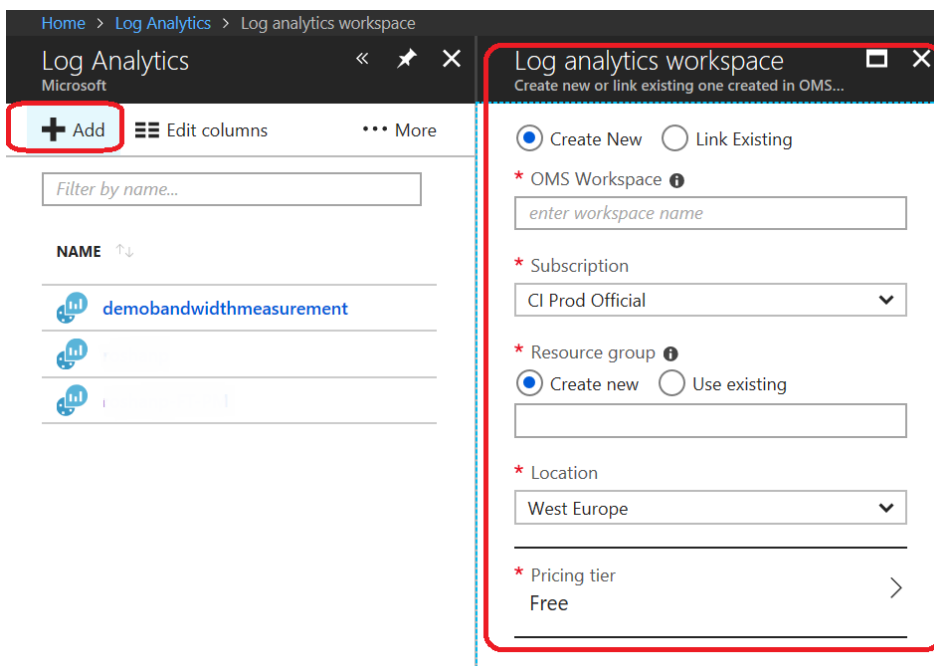 Home > Log Analytics > Log analytics workspace
Log Analytics
Microsoft
Add
Edit columns
More
Filter by name...
NAME
demobandwidthmeasurement
Log analytics workspace
Create new or link existing one created in OMS...
Create New
Link Existing
* OMS Workspace
enter workspace name
* Subscription
CI Prod Official
* Resource group
Create new
Use existing
* Location
West Europe
* Pricing tier
Free